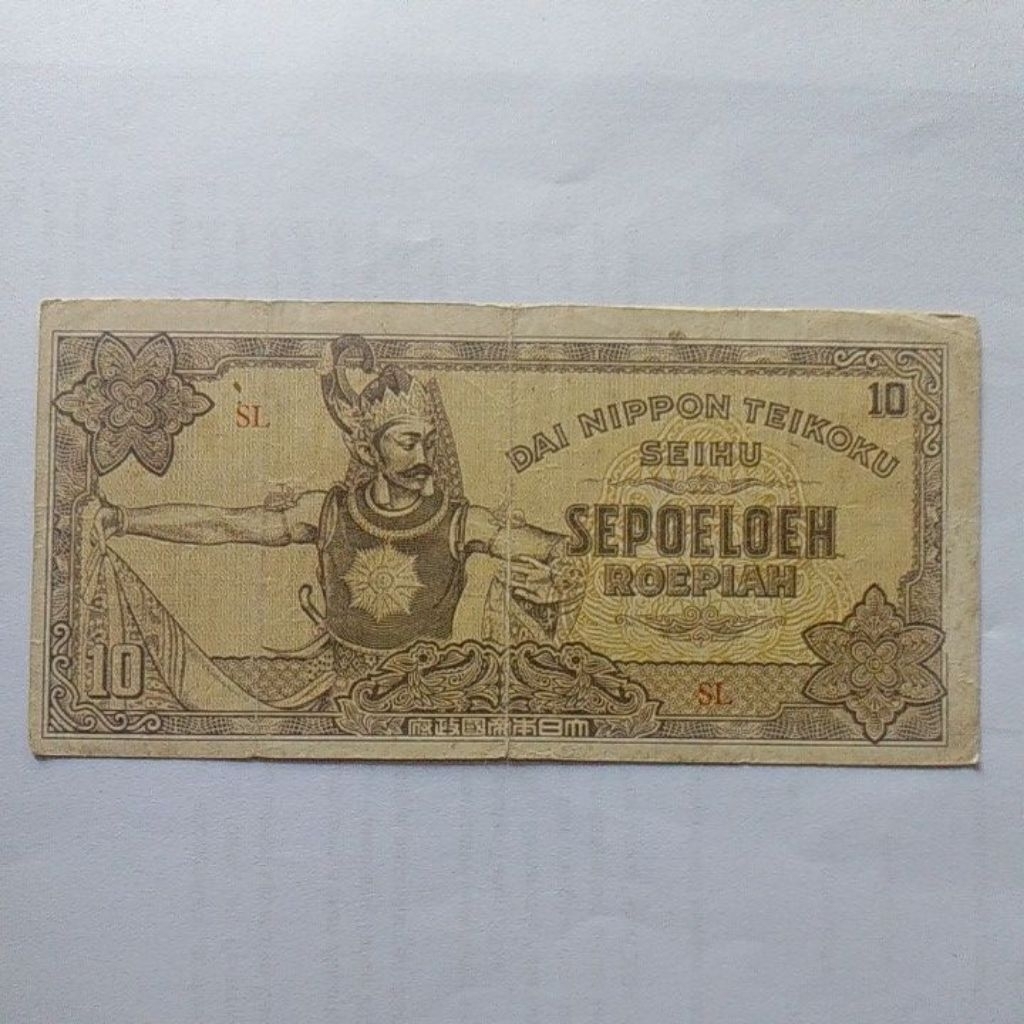 10
SL
DAI NIPPON TEIKOKU
SEIHU
SEPOELOEH
ROEPIAH
10
SL
府政國帝本日大